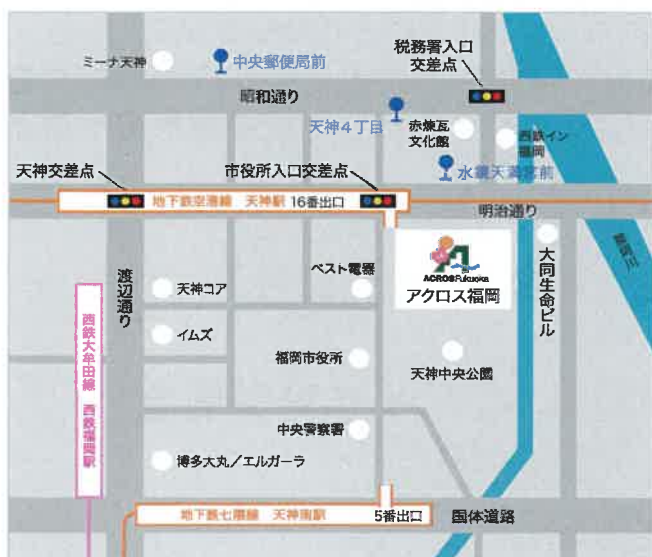 ミーナ天神
中央郵便局前
税務署入口
交差点
昭和通り
天神4丁目
赤煉瓦
文化館
西鉄イン
福岡
水鏡天満宮前
天神交差点
市役所入口交差点
地下鉄空港線 天神駅 16番出口
明治通り
渡辺通り
天神コア
ベスト電器
ACROS Fukuoka
アクロス福岡
大同生命ビル
那珂川
西鉄大牟田線 西鉄福岡駅
イムズ
福岡市役所
天神中央公園
中央警察署
博多大丸/エルガーラ
地下鉄七隈線 天神南駅
5番出口
国体道路